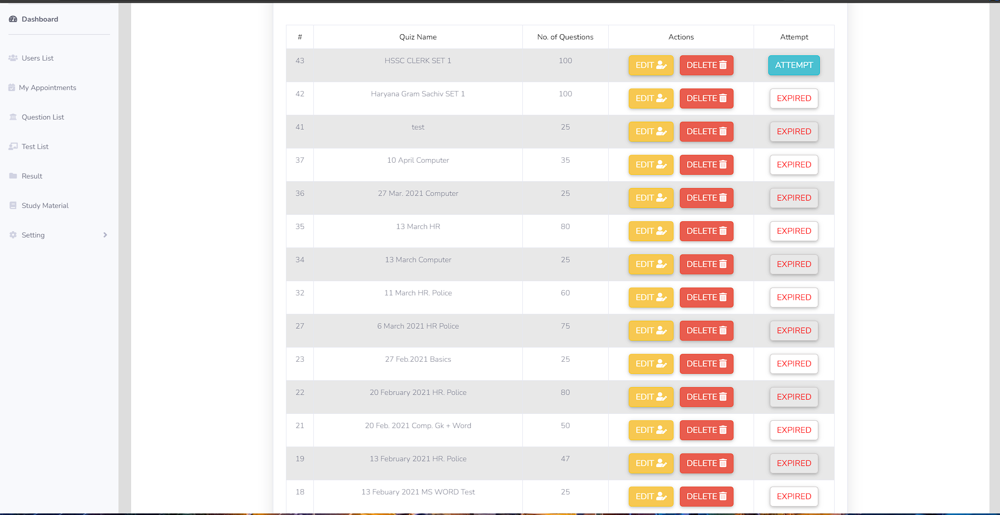 Dashboard
Users List
My Appointments
Question List
Test List
Result
Study Material
Setting
# Quiz Name No. of Questions Actions Attempt
43 HSSC CLERK SET 1 100 EDIT DELETE ATTEMPT
42 Haryana Gram Sachiv SET 1 100 EDIT DELETE EXPIRED
41 test 25 EDIT DELETE EXPIRED
37 10 April Computer 35 EDIT DELETE EXPIRED
36 27 Mar. 2021 Computer 25 EDIT DELETE EXPIRED
35 13 March HR 80 EDIT DELETE EXPIRED
34 13 March Computer 25 EDIT DELETE EXPIRED
32 11 March HR. Police 60 EDIT DELETE EXPIRED
27 6 March 2021 HR Police 75 EDIT DELETE EXPIRED
23 27 Feb.2021 Basics 25 EDIT DELETE EXPIRED
22 20 February 2021 HR. Police 80 EDIT DELETE EXPIRED
21 20 Feb. 2021 Comp. Gk + Word 50 EDIT DELETE EXPIRED
19 13 February 2021 HR. Police 47 EDIT DELETE EXPIRED
18 13 Febuary 2021 MS WORD Test 25 EDIT DELETE EXPIRED